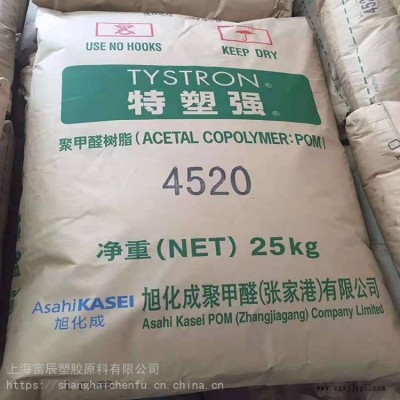 USE NO HOOKS
KEEP DRY
TYSTRON®
特塑强®
聚甲醛树脂(ACETAL COPOLYMER:POM)
4520
净重(NET) 25kg
AsahiKASEI
旭化成
旭化成聚甲醛(张家港)有限公司
Asahi Kasei POM (Zhangjiagang) Company Limited
上海富辰塑胶原料有限公司
https://shanghaichenfu.cn.china.cn